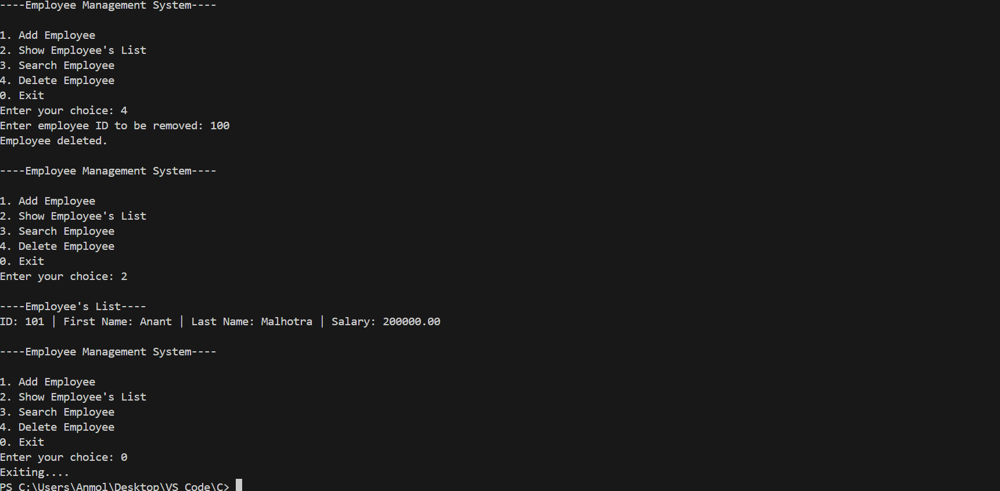 ----Employee Management System----
1. Add Employee
2. Show Employee's List
3. Search Employee
4. Delete Employee
0. Exit
Enter your choice: 4
Enter employee ID to be removed: 100
Employee deleted.
----Employee Management System----
1. Add Employee
2. Show Employee's List
3. Search Employee
4. Delete Employee
0. Exit
Enter your choice: 2
----Employee's List----
ID: 101 | First Name: Anant | Last Name: Malhotra | Salary: 200000.00
----Employee Management System----
1. Add Employee
2. Show Employee's List
3. Search Employee
4. Delete Employee
0. Exit
Enter your choice: 0
Exiting....
PS C:\Users\Anmol\Desktop\VS Code\C>